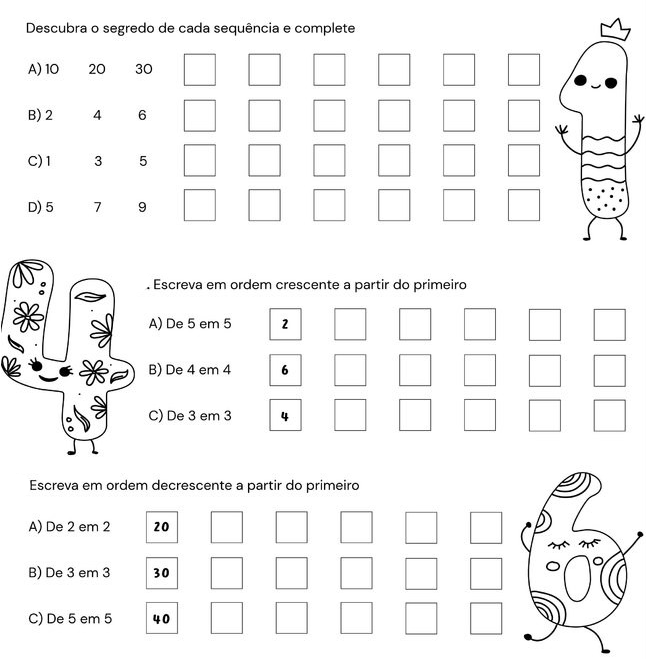 Descubra o segredo de cada sequência e complete
A) 10 20 30
B) 2 4 6
C) 1 3 5
D) 5 7 9
. Escreva em ordem crescente a partir do primeiro
A) De 5 em 5 2
B) De 4 em 4 6
C) De 3 em 3 4
Escreva em ordem decrescente a partir do primeiro
A) De 2 em 2 20
B) De 3 em 3 30
C) De 5 em 5 40